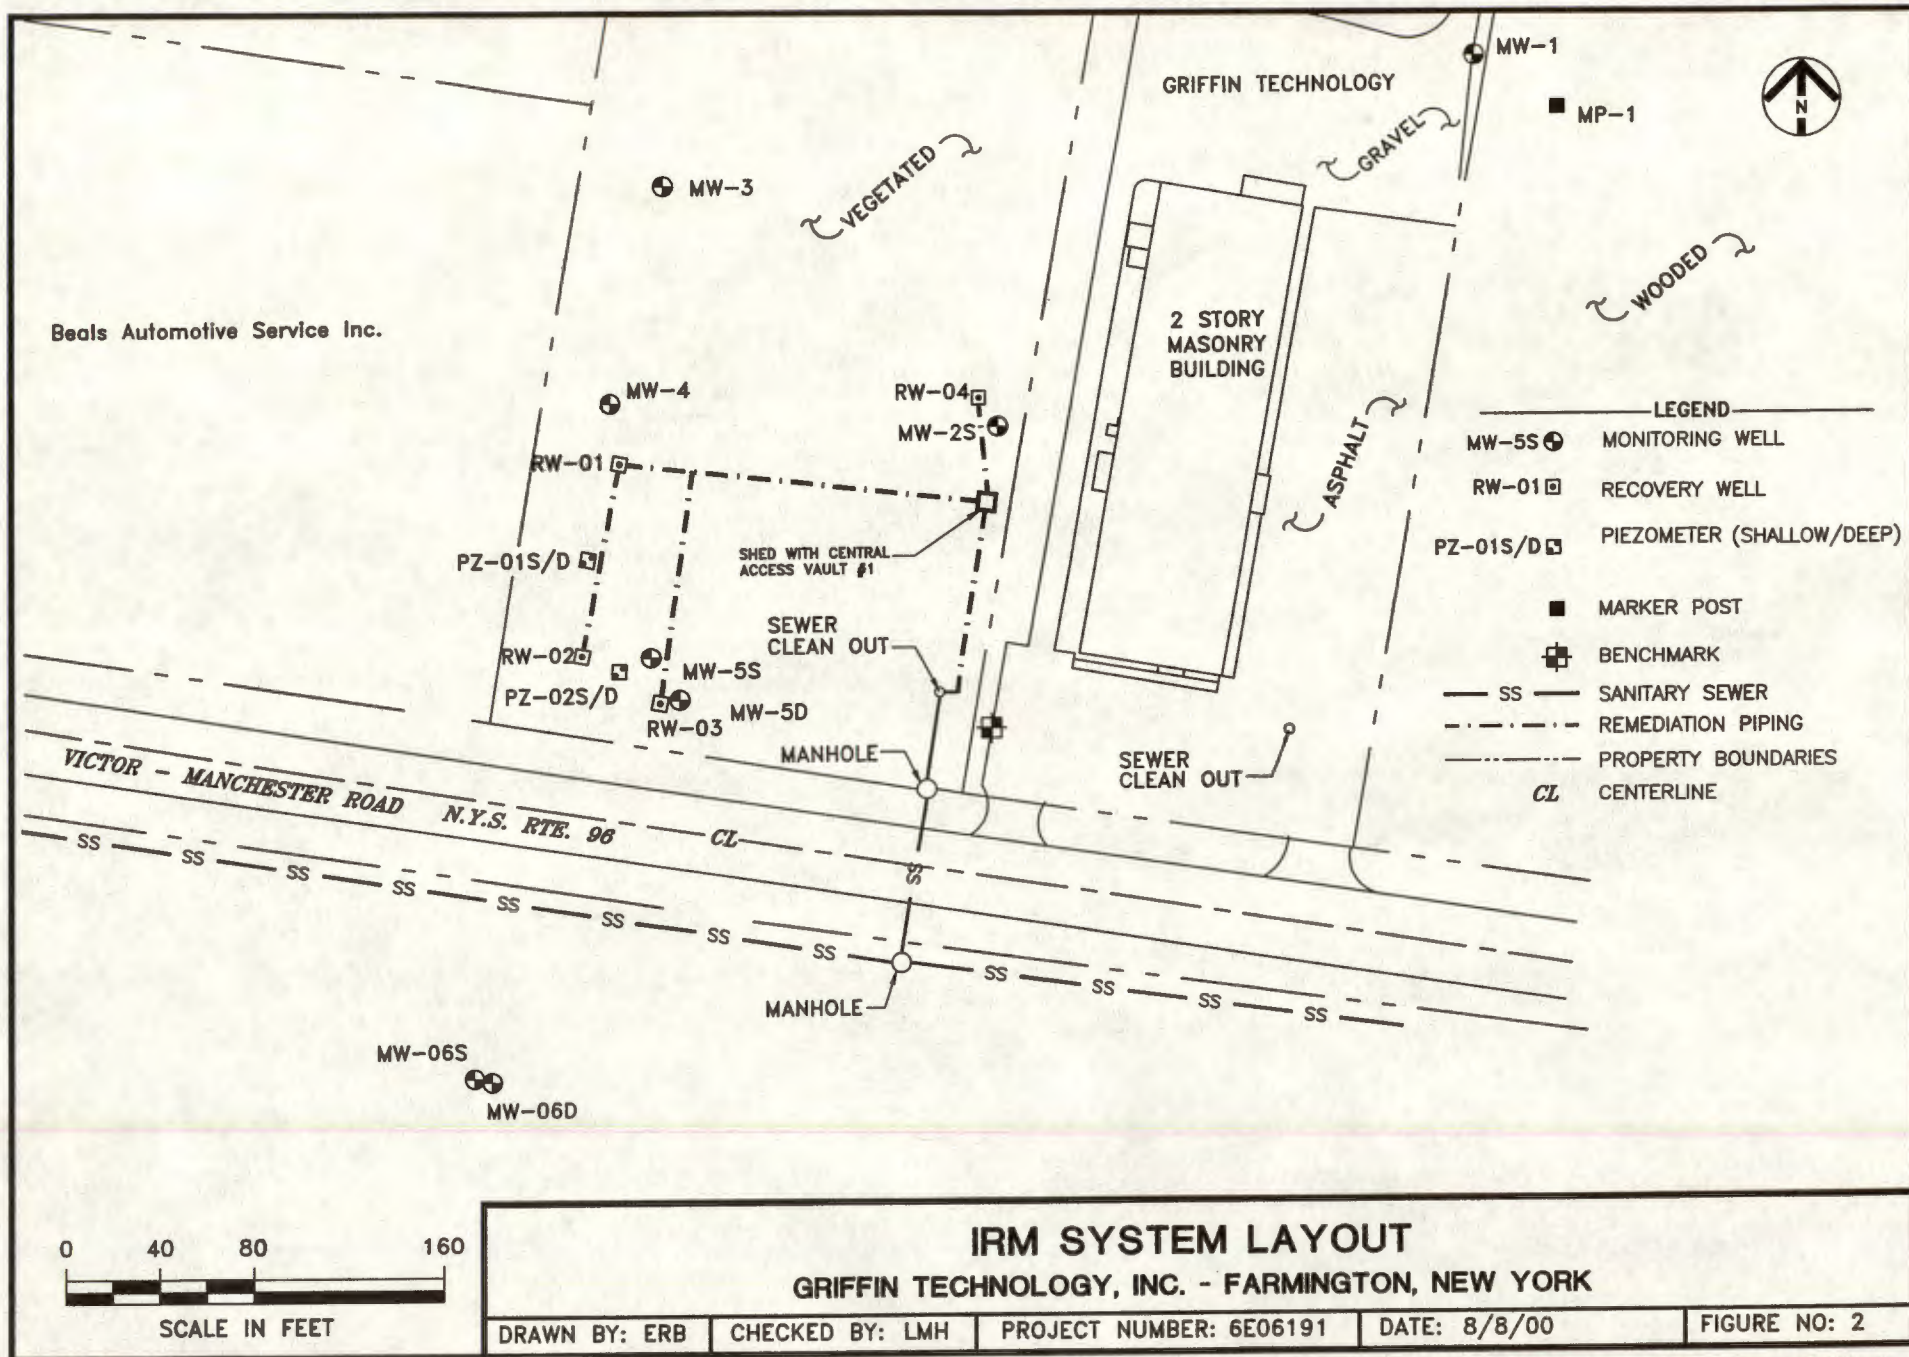 MW-1
GRIFFIN TECHNOLOGY
MP-1
N
GRAVEL
VEGETATED
MW-3
WOODED
2 STORY
MASONRY
BUILDING
Beals Automotive Service Inc.
MW-4
RW-04
MW-2S
RW-01
ASPHALT
LEGEND
MW-5S MONITORING WELL
RW-01 RECOVERY WELL
PZ-01S/D PIEZOMETER (SHALLOW/DEEP)
MARKER POST
BENCHMARK
SS SANITARY SEWER
REMEDIATION PIPING
PROPERTY BOUNDARIES
CL CENTERLINE
PZ-01S/D
SHED WITH CENTRAL
ACCESS VAULT #1
SEWER
CLEAN OUT
RW-02
MW-5S
PZ-02S/D
MW-5D
RW-03
MANHOLE
SEWER
CLEAN OUT
VICTOR - MANCHESTER ROAD N.Y.S. RTE. 96 CL
SS
SS SS SS SS SS SS SS SS SS SS SS SS
MANHOLE
MW-06S
MW-06D
0 40 80 160
SCALE IN FEET
IRM SYSTEM LAYOUT
GRIFFIN TECHNOLOGY, INC. - FARMINGTON, NEW YORK
DRAWN BY: ERB CHECKED BY: LMH PROJECT NUMBER: 6E06191 DATE: 8/8/00 FIGURE NO: 2